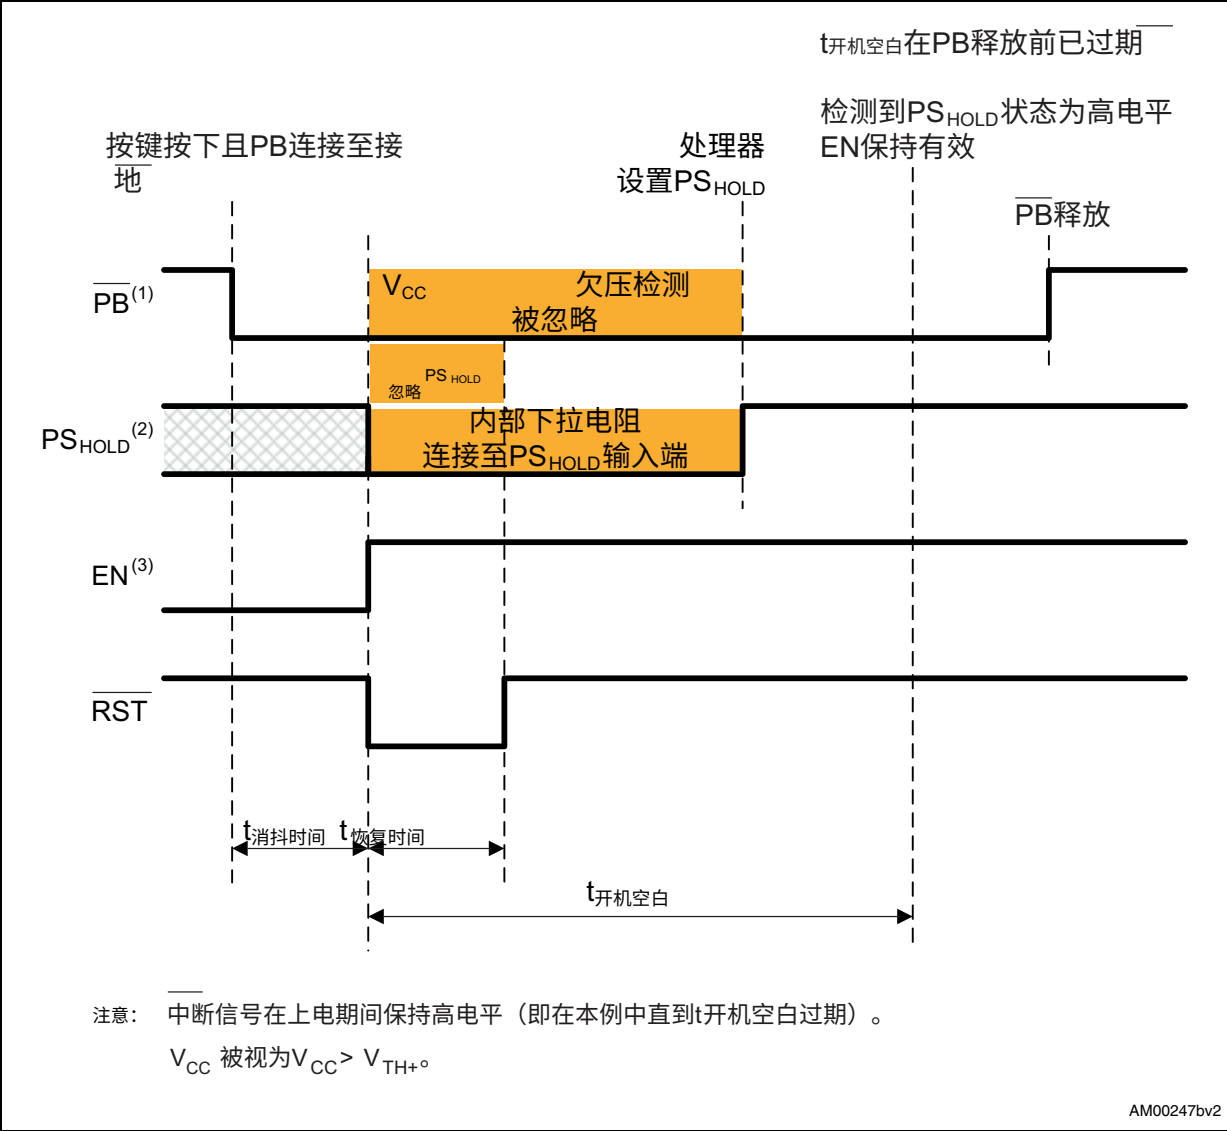 t开机空白在PB释放前已过期
检测到PSHOLD状态为高电平
EN保持有效
按键按下且PB连接至接
地
处理器
设置PSHOLD
PB释放
PB(1)
VCC 欠压检测
被忽略
忽略PS HOLD
PSHOLD(2)
内部下拉电阻
连接至PSHOLD输入端
EN(3)
RST
t消抖时间 t恢复时间
t开机空白
注意： 中断信号在上电期间保持高电平（即在本例中直到t开机空白过期）。
VCC 被视为VCC> VTH+。
AM00247bv2